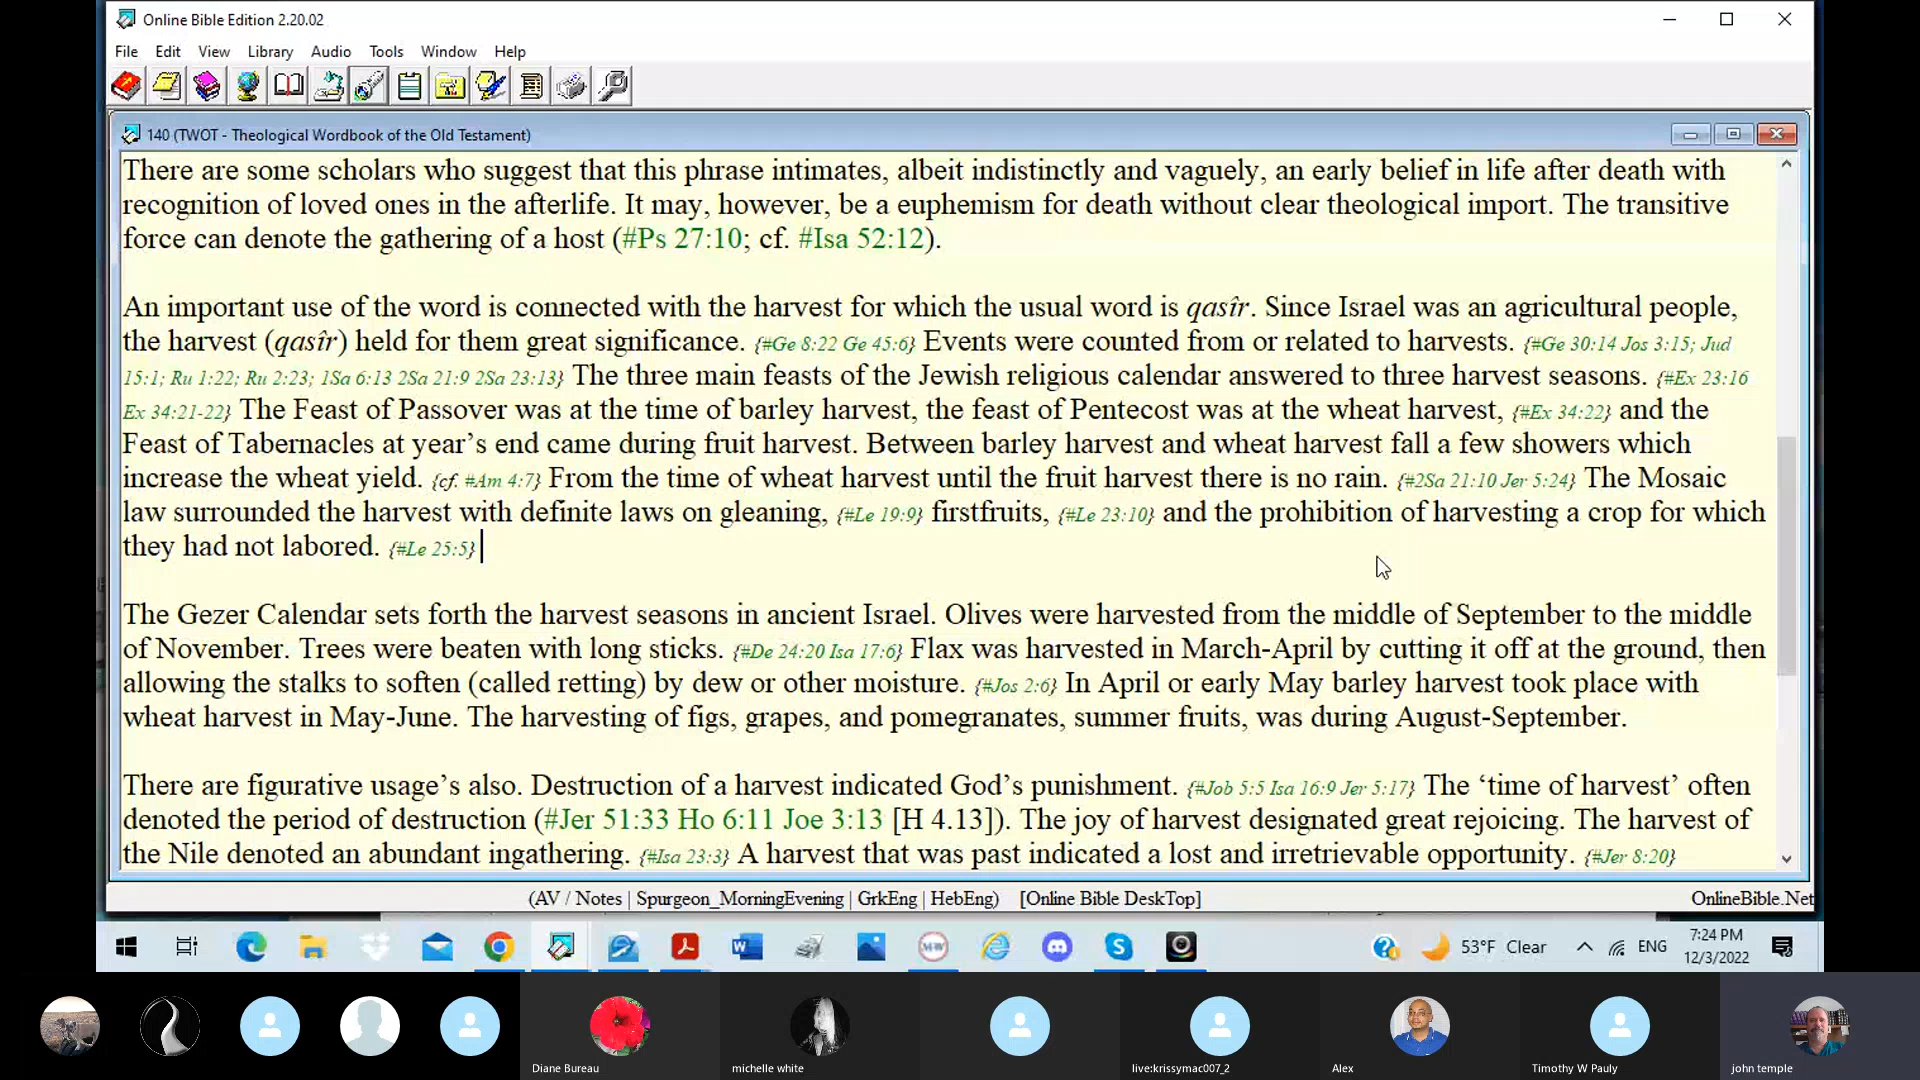 Online Bible Edition 2.20.02
File Edit View Library Audio Tools Window Help
140 (TWOT - Theological Wordbook of the Old Testament)
There are some scholars who suggest that this phrase intimates, albeit indistinctly and vaguely, an early belief in life after death with
recognition of loved ones in the afterlife. It may, however, be a euphemism for death without clear theological import. The transitive
force can denote the gathering of a host (#Ps 27:10; cf. #Isa 52:12).
An important use of the word is connected with the harvest for which the usual word is qasîr. Since Israel was an agricultural people,
the harvest (qasîr) held for them great significance. {#Ge 8:22 Ge 45:6} Events were counted from or related to harvests. {#Ge 30:14 Jos 3:15; Jud
15:1; Ru 1:22; Ru 2:23; 1Sa 6:13 2Sa 21:9 2Sa 23:13} The three main feasts of the Jewish religious calendar answered to three harvest seasons. {#Ex 23:16
Ex 34:21-22} The Feast of Passover was at the time of barley harvest, the feast of Pentecost was at the wheat harvest, {#Ex 34:22} and the
Feast of Tabernacles at year’s end came during fruit harvest. Between barley harvest and wheat harvest fall a few showers which
increase the wheat yield. {cf. #Am 4:7} From the time of wheat harvest until the fruit harvest there is no rain. {#2Sa 21:10 Jer 5:24} The Mosaic
law surrounded the harvest with definite laws on gleaning, {#Le 19:9} firstfruits, {#Le 23:10} and the prohibition of harvesting a crop for which
they had not labored. {#Le 25:5}
The Gezer Calendar sets forth the harvest seasons in ancient Israel. Olives were harvested from the middle of September to the middle
of November. Trees were beaten with long sticks. {#De 24:20 Isa 17:6} Flax was harvested in March-April by cutting it off at the ground, then
allowing the stalks to soften (called retting) by dew or other moisture. {#Jos 2:6} In April or early May barley harvest took place with
wheat harvest in May-June. The harvesting of figs, grapes, and pomegranates, summer fruits, was during August-September.
There are figurative usage’s also. Destruction of a harvest indicated God’s punishment. {#Job 5:5 Isa 16:9 Jer 5:17} The ‘time of harvest’ often
denoted the period of destruction (#Jer 51:33 Ho 6:11 Joe 3:13 [H 4.13]). The joy of harvest designated great rejoicing. The harvest of
the Nile denoted an abundant ingathering. {#Isa 23:3} A harvest that was past indicated a lost and irretrievable opportunity. {#Jer 8:20}
(AV / Notes | Spurgeon_MorningEvening | GrkEng | HebEng) [Online Bible DeskTop] OnlineBible.Net
53°F Clear ENG 7:24 PM
12/3/2022
Diane Bureau michelle white live:krissymac007_2 Alex Timothy W Pauly john temple